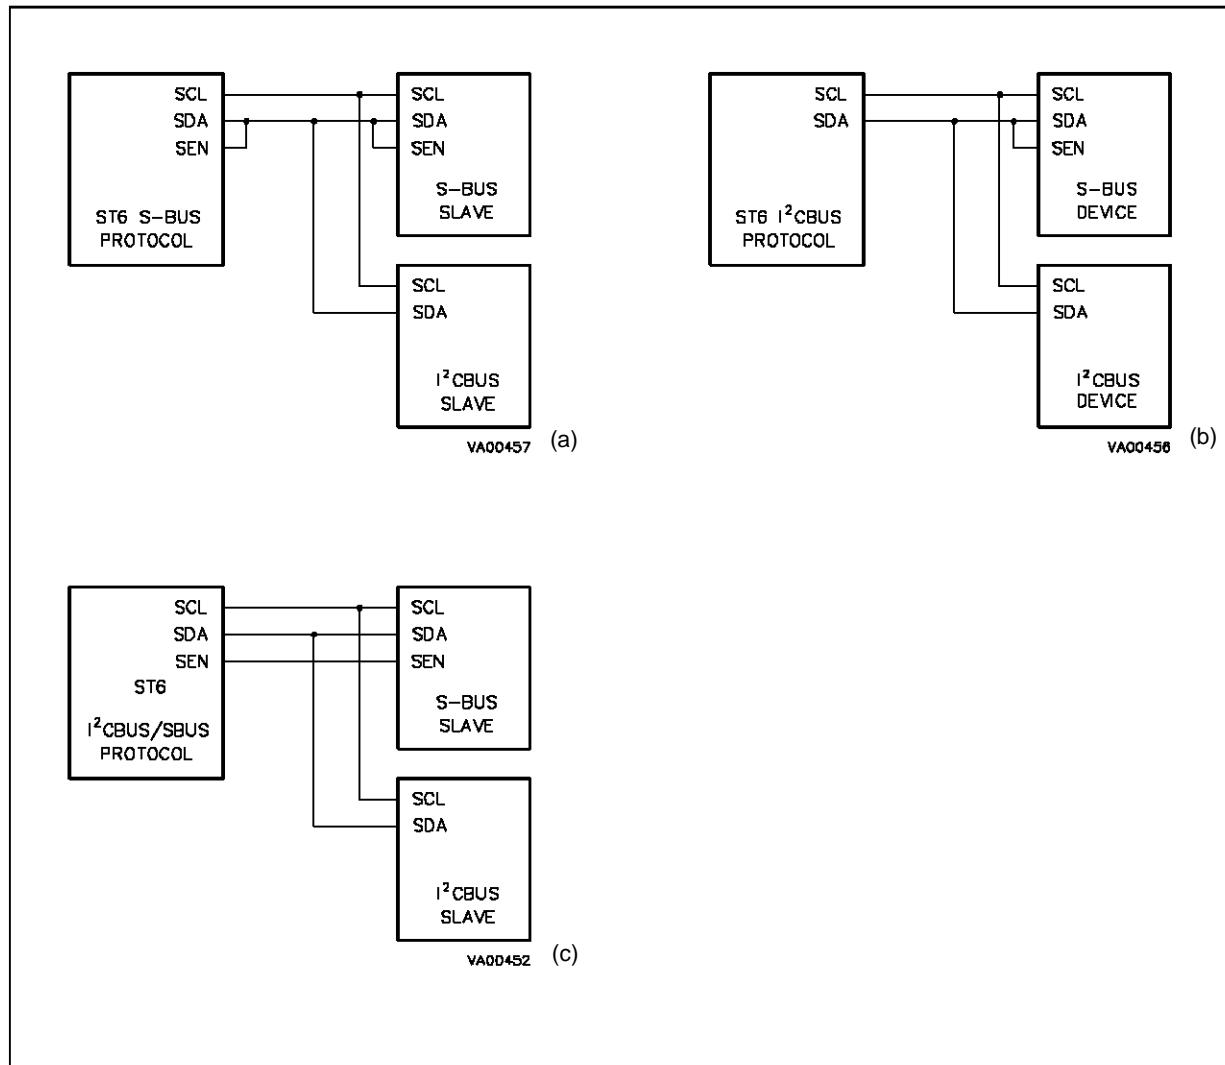 SCL
SDA
SEN
ST6 S-BUS
PROTOCOL
SCL
SDA
SEN
S-BUS
SLAVE
SCL
SDA
I²CBUS
SLAVE
VA00457
(a)
SCL
SDA
ST6 I²CBUS
PROTOCOL
SCL
SDA
SEN
S-BUS
DEVICE
SCL
SDA
I²CBUS
DEVICE
VA00456
(b)
SCL
SDA
SEN
ST6
I²CBUS/SBUS
PROTOCOL
SCL
SDA
SEN
S-BUS
SLAVE
SCL
SDA
I²CBUS
SLAVE
VA00452
(c)